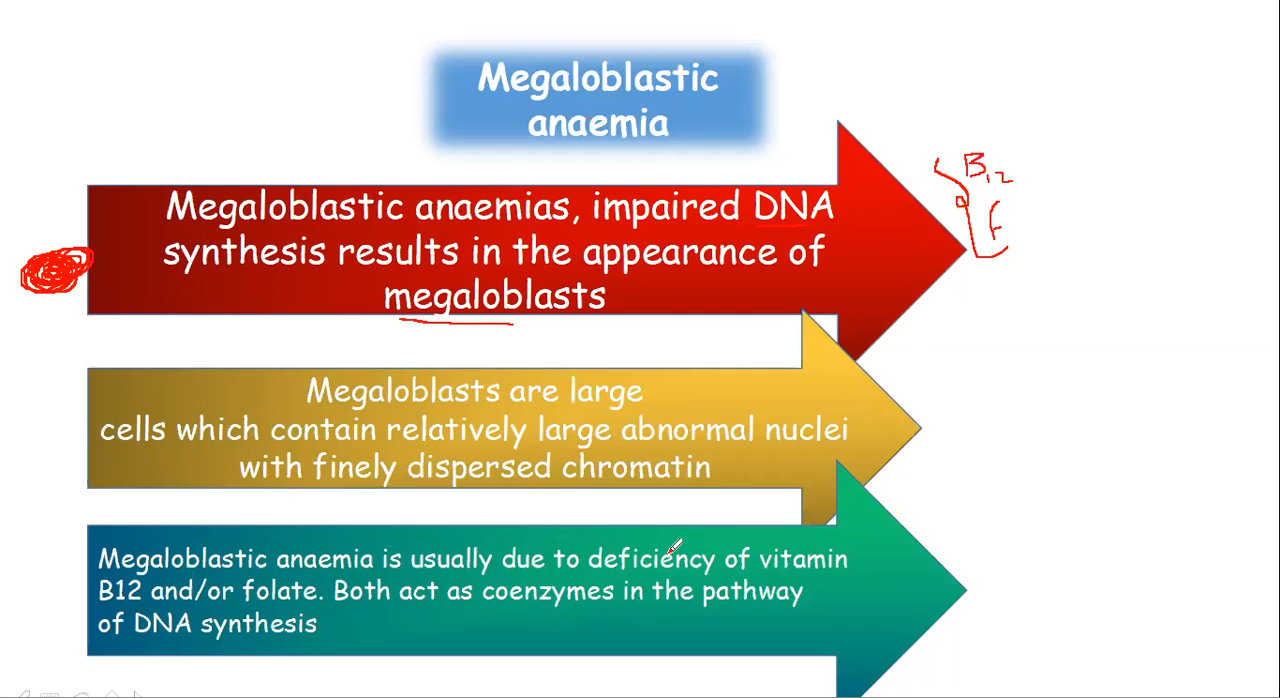 Megaloblastic
anaemia
B12
F
Megaloblastic anaemias, impaired DNA
synthesis results in the appearance of
megaloblasts
Megaloblasts are large
cells which contain relatively large abnormal nuclei
with finely dispersed chromatin
Megaloblastic anaemia is usually due to deficiency of vitamin
B12 and/or folate. Both act as coenzymes in the pathway
of DNA synthesis